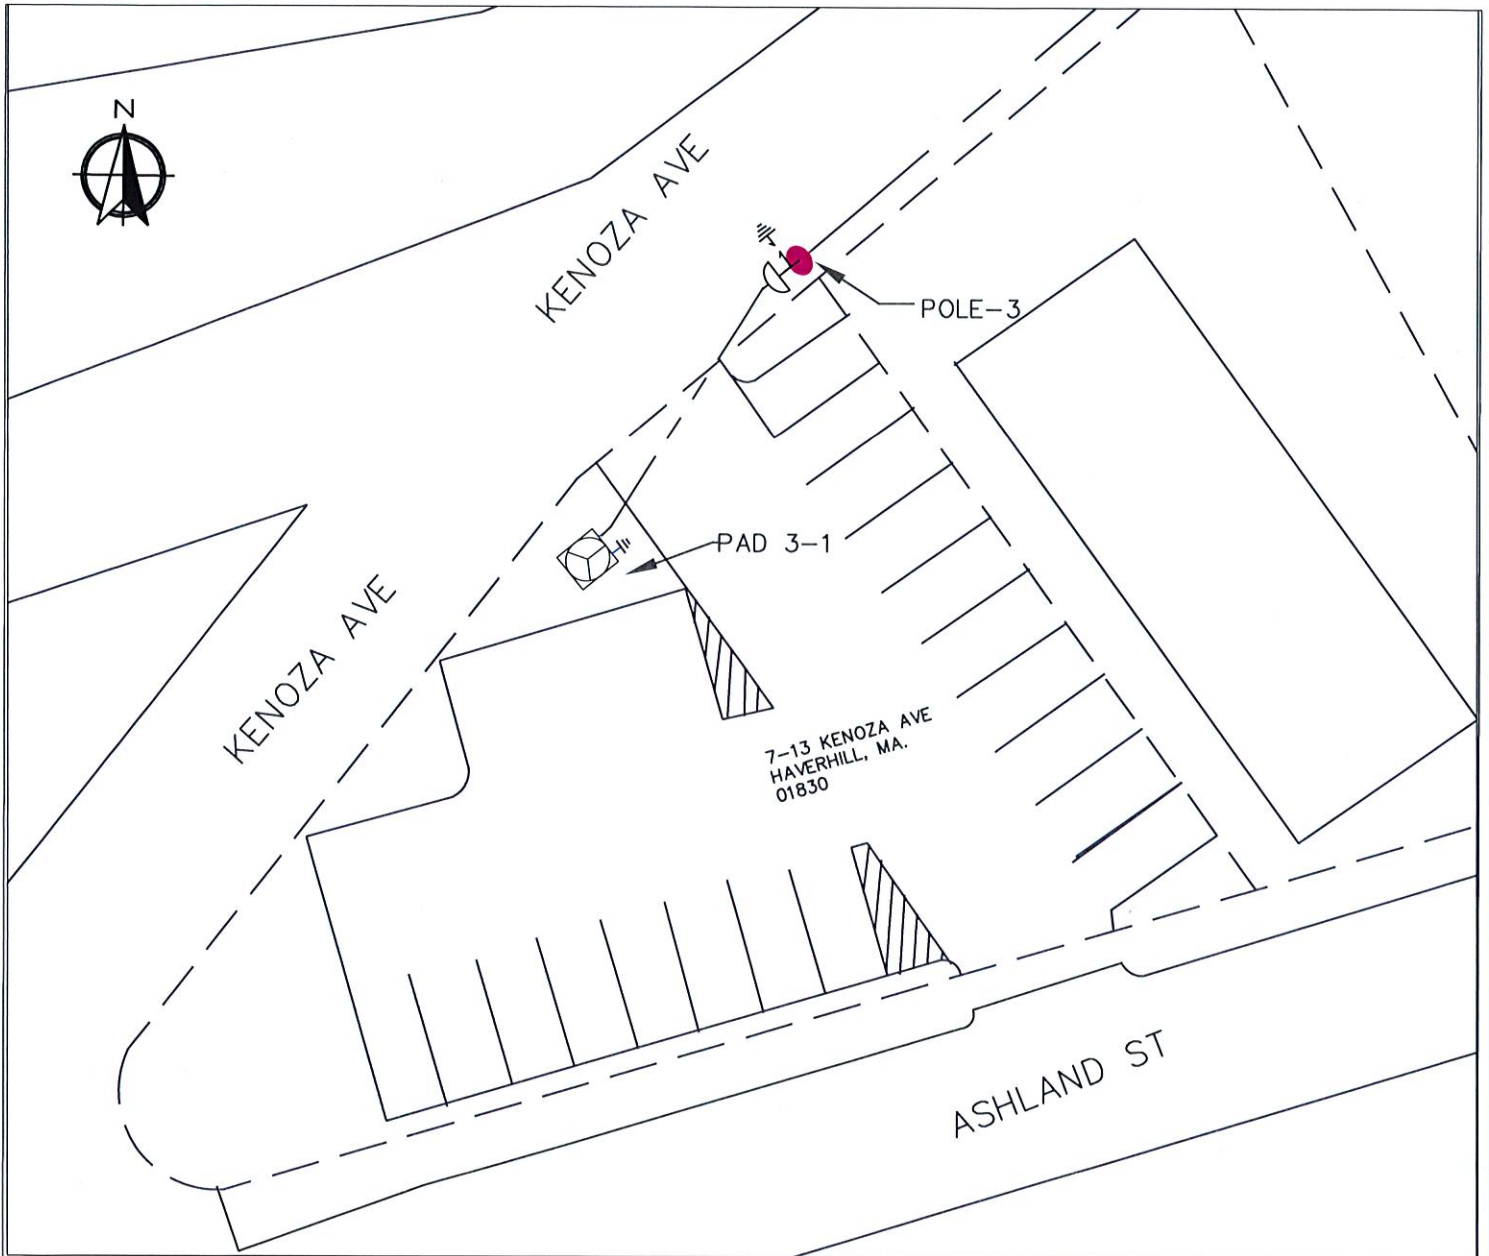 N
KENOZA AVE
POLE-3
PAD 3-1
KENOZA AVE
7-13 KENOZA AVE
HAVERHILL, MA.
01830
ASHLAND ST